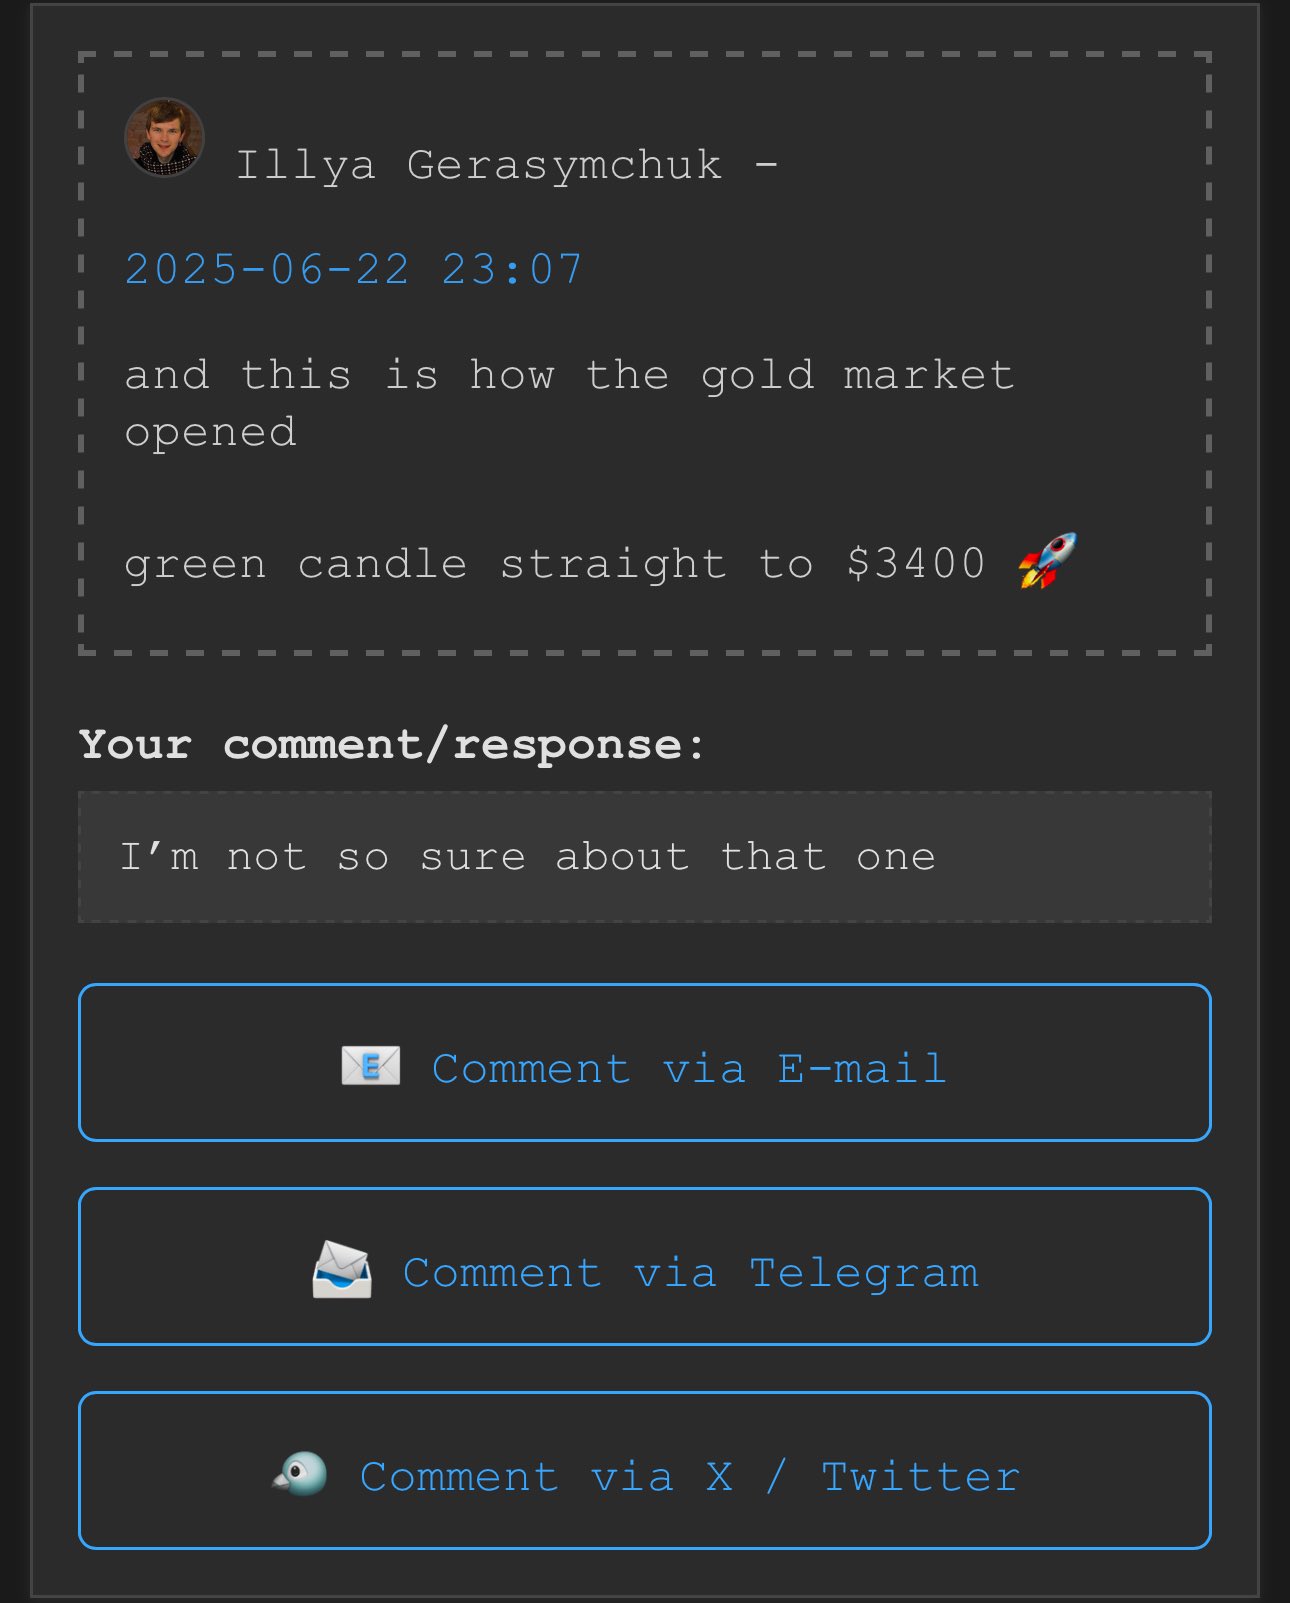 Illya Gerasymchuk -
2025-06-22 23:07
and this is how the gold market
opened
green candle straight to $3400 🚀
Your comment/response:
I’m not so sure about that one
📧 Comment via E-mail
📨 Comment via Telegram
🐦 Comment via X / Twitter